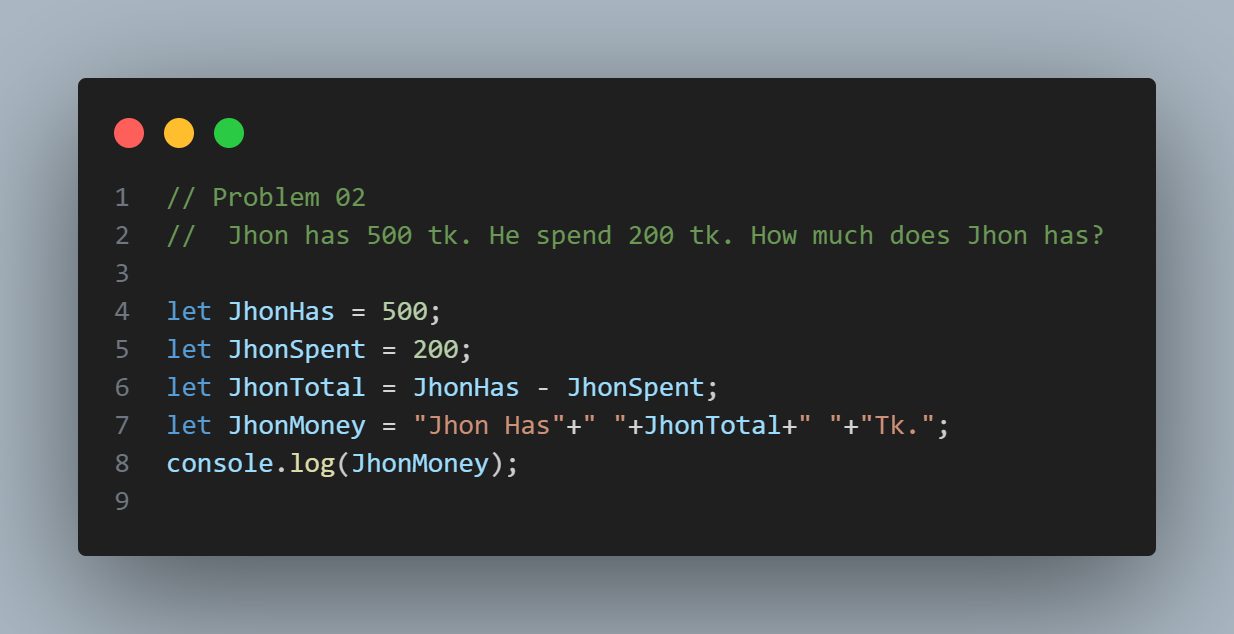 1 // Problem 02
2 //  Jhon has 500 tk. He spend 200 tk. How much does Jhon has?
3
4 let JhonHas = 500;
5 let JhonSpent = 200;
6 let JhonTotal = JhonHas - JhonSpent;
7 let JhonMoney = "Jhon Has"+" "+JhonTotal+" "+"Tk.";
8 console.log(JhonMoney);
9